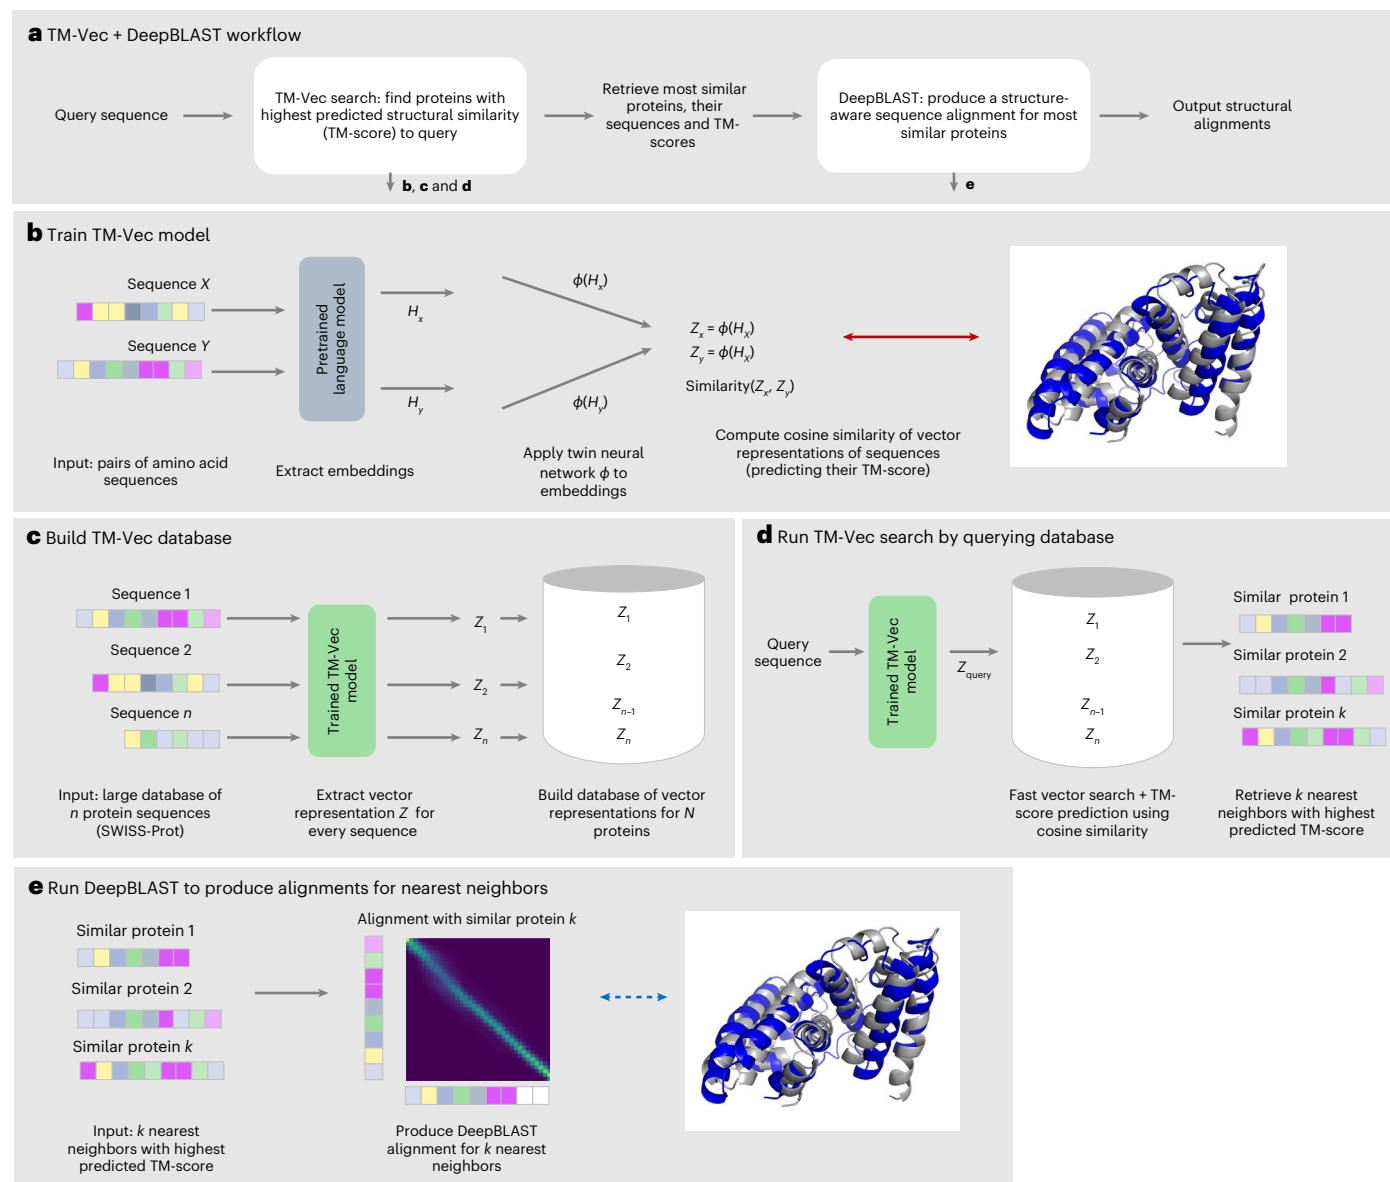 a TM-Vec + DeepBLAST workflow
Query sequence
TM-Vec search: find proteins with
highest predicted structural similarity
(TM-score) to query
Retrieve most similar
proteins, their
sequences and TM-
scores
DeepBLAST: produce a structure-
aware sequence alignment for most
similar proteins
Output structural
alignments
b, c and d
e
b Train TM-Vec model
Sequence X
Sequence Y
Pretrained
language model
Hx
Hy
ϕ(Hx)
ϕ(Hy)
Zx = ϕ(HX)
Zy = ϕ(HX)
Similarity(Zx, Zy)
Input: pairs of amino acid
sequences
Extract embeddings
Apply twin neural
network ϕ to
embeddings
Compute cosine similarity of vector
representations of sequences
(predicting their TM-score)
c Build TM-Vec database
Sequence 1
Sequence 2
Sequence n
Trained TM-Vec
model
Z1
Z2
Zn
Z1
Z2
Zn–1
Zn
Input: large database of
n protein sequences
(SWISS-Prot)
Extract vector
representation Z for
every sequence
Build database of vector
representations for N
proteins
d Run TM-Vec search by querying database
Query
sequence
Trained TM-Vec
model
Zquery
Z1
Z2
Zn–1
Zn
Similar protein 1
Similar protein 2
Similar protein k
Fast vector search + TM-
score prediction using
cosine similarity
Retrieve k nearest
neighbors with highest
predicted TM-score
e Run DeepBLAST to produce alignments for nearest neighbors
Similar protein 1
Similar protein 2
Similar protein k
Alignment with similar protein k
Input: k nearest
neighbors with highest
predicted TM-score
Produce DeepBLAST
alignment for k nearest
neighbors